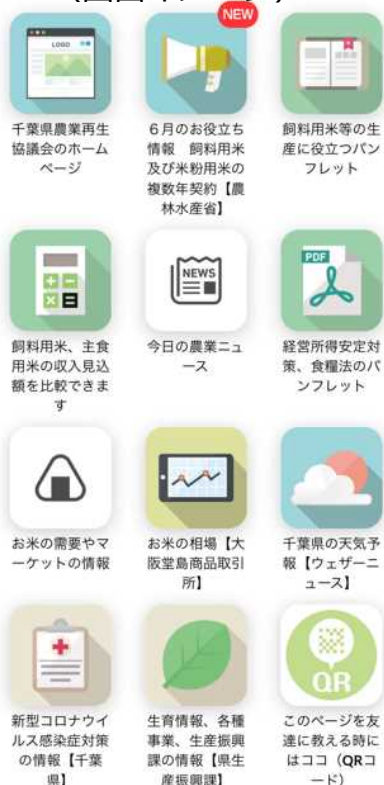 NEW
LOGO
千葉県農業再生
協議会のホーム
ページ
6月のお役立ち
情報 飼料用米
及び米粉用米の
複数年契約【農
林水産省】
飼料用米等の生
産に役立つパン
フレット
飼料用米、主食
用米の収入見込
額を比較できま
す
NEWS
今日の農業ニュ
ース
PDF
経営所得安定対
策、食糧法のパ
ンフレット
お米の需要やマ
ーケットの情報
お米の相場【大
阪堂島商品取引
所】
千葉県の天気予
報【ウェザーニ
ュース】
新型コロナウイ
ルス感染症対策
の情報【千葉
県】
生育情報、各種
事業、生産振興
課の情報【県生
産振興課】
QR
このページを友
達に教える時に
はココ（QRコ
ード）